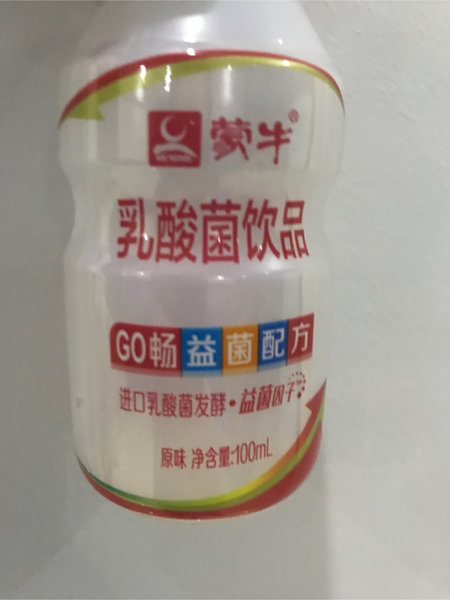 蒙牛®
乳酸菌饮品
GO畅益菌配方
进口乳酸菌发酵·益菌因子
原味 净含量:100mL